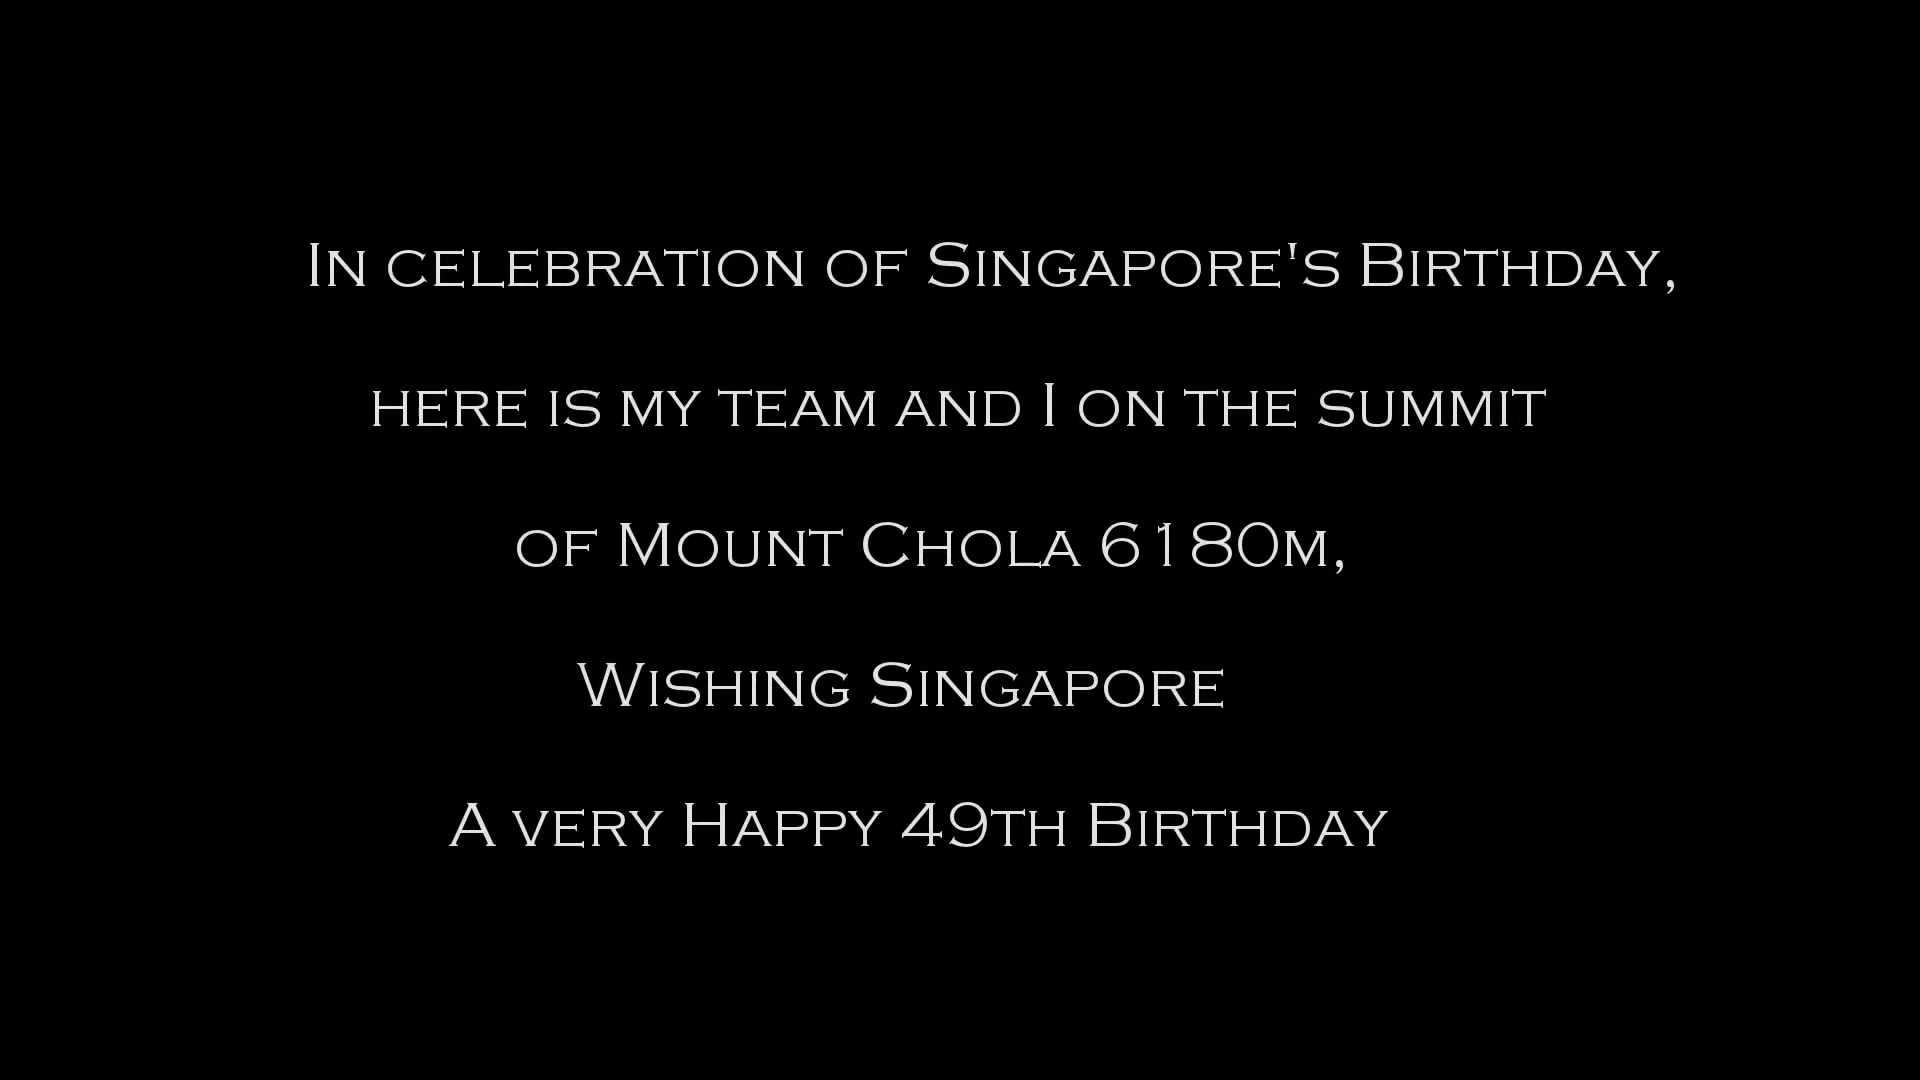 In celebration of Singapore's Birthday,
here is my team and I on the summit
of Mount Chola 6180m,
Wishing Singapore
A very Happy 49th Birthday